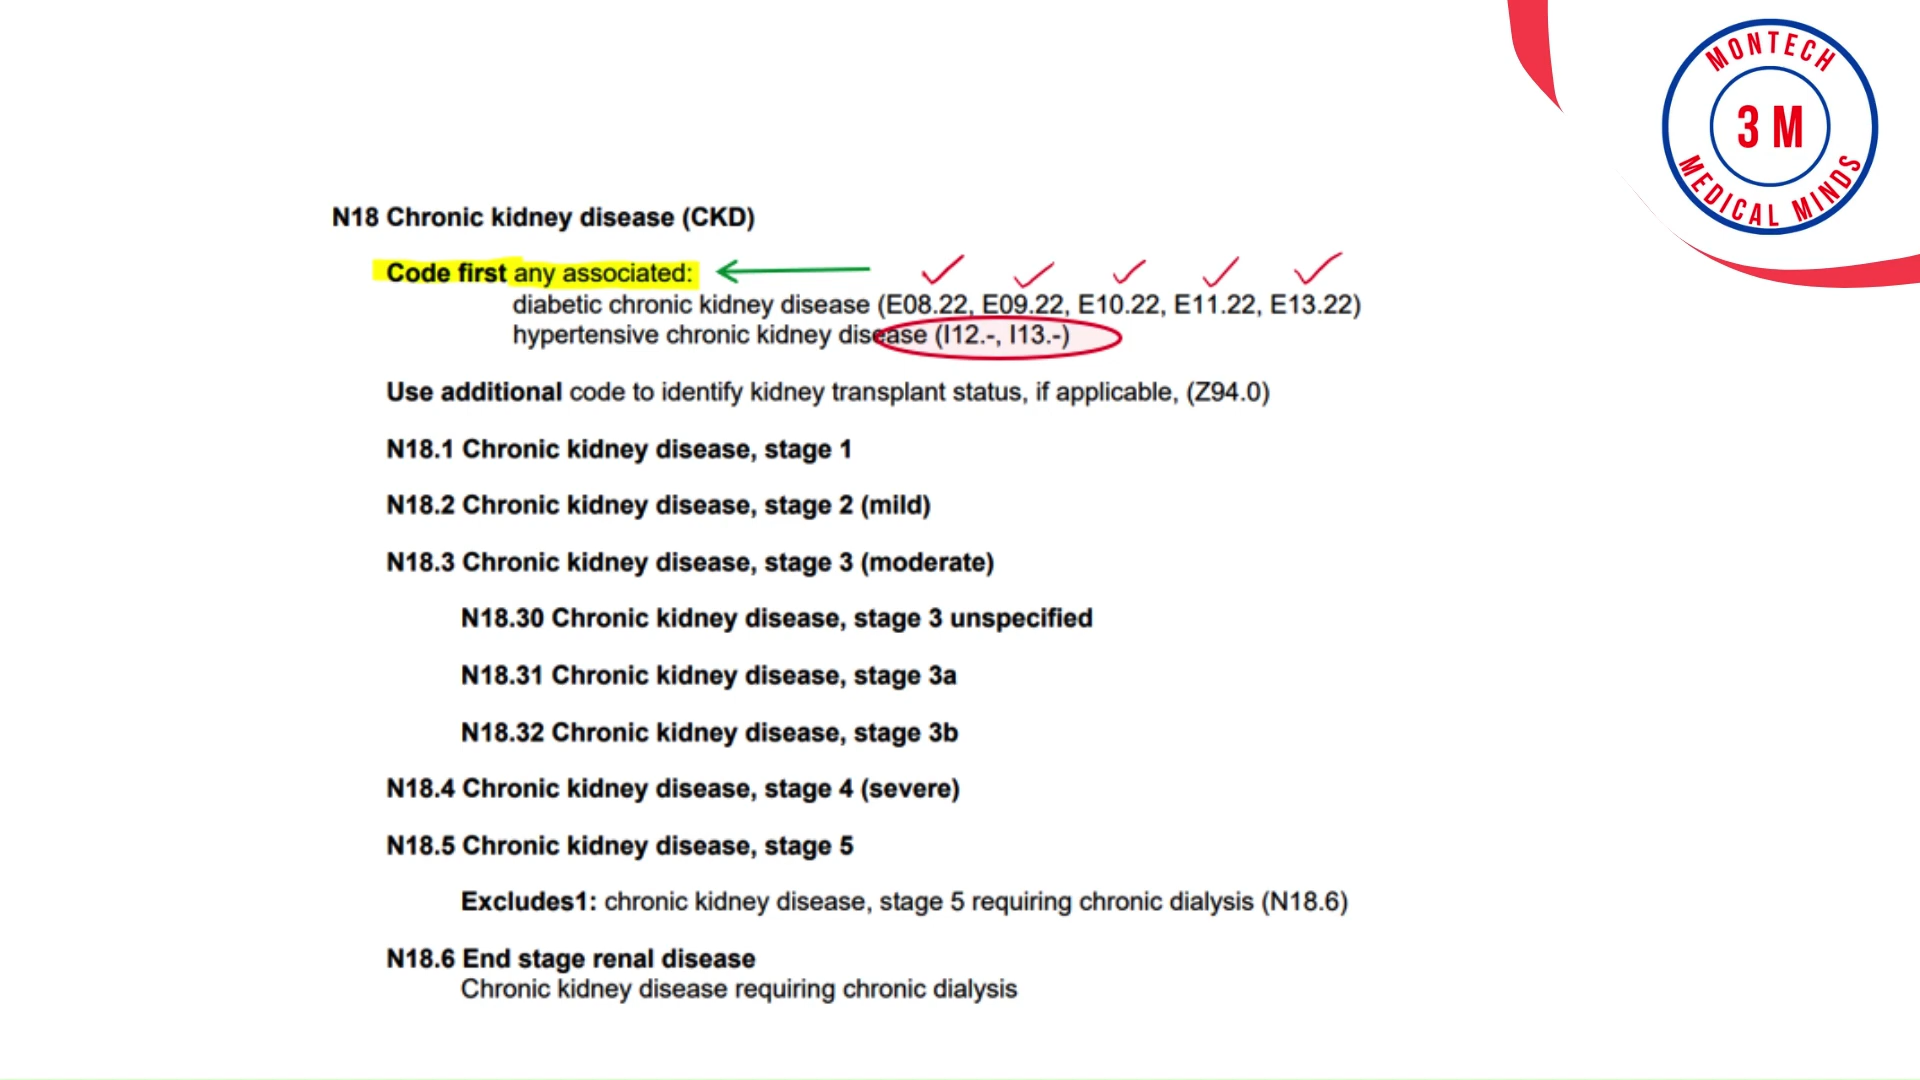 MONTECH
3 M
MEDICAL MINDS
N18 Chronic kidney disease (CKD)
Code first any associated:
diabetic chronic kidney disease (E08.22, E09.22, E10.22, E11.22, E13.22)
hypertensive chronic kidney disease (I12.-, I13.-)
Use additional code to identify kidney transplant status, if applicable, (Z94.0)
N18.1 Chronic kidney disease, stage 1
N18.2 Chronic kidney disease, stage 2 (mild)
N18.3 Chronic kidney disease, stage 3 (moderate)
N18.30 Chronic kidney disease, stage 3 unspecified
N18.31 Chronic kidney disease, stage 3a
N18.32 Chronic kidney disease, stage 3b
N18.4 Chronic kidney disease, stage 4 (severe)
N18.5 Chronic kidney disease, stage 5
Excludes1: chronic kidney disease, stage 5 requiring chronic dialysis (N18.6)
N18.6 End stage renal disease
Chronic kidney disease requiring chronic dialysis